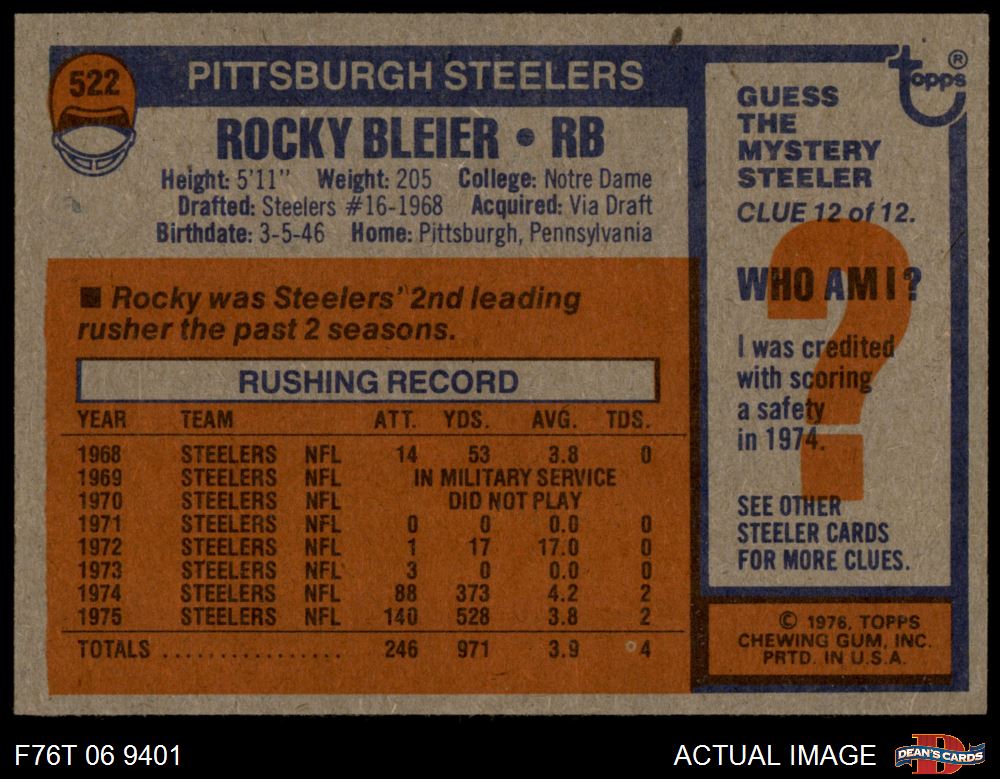 522
PITTSBURGH STEELERS
ROCKY BLEIER • RB
Height: 5'11" Weight: 205 College: Notre Dame
Drafted: Steelers #16-1968 Acquired: Via Draft
Birthdate: 3-5-46 Home: Pittsburgh, Pennsylvania
■ Rocky was Steelers' 2nd leading
rusher the past 2 seasons.
RUSHING RECORD
YEAR TEAM ATT. YDS. AVG. TDS.
1968 STEELERS NFL 14 53 3.8 0
1969 STEELERS NFL IN MILITARY SERVICE
1970 STEELERS NFL DID NOT PLAY
1971 STEELERS NFL 0 0 0.0 0
1972 STEELERS NFL 1 17 17.0 0
1973 STEELERS NFL 3 0 0.0 0
1974 STEELERS NFL 88 373 4.2 2
1975 STEELERS NFL 140 528 3.8 2
TOTALS ................ 246 971 3.9 4
topps ®
GUESS
THE
MYSTERY
STEELER
CLUE 12 of 12.
?
WHO AM I?
I was credited
with scoring
a safety
in 1974.
SEE OTHER
STEELER CARDS
FOR MORE CLUES.
© 1976, TOPPS
CHEWING GUM, INC.
PRTD. IN U.S.A.
F76T 06 9401
ACTUAL IMAGE
D
DEAN'S CARDS